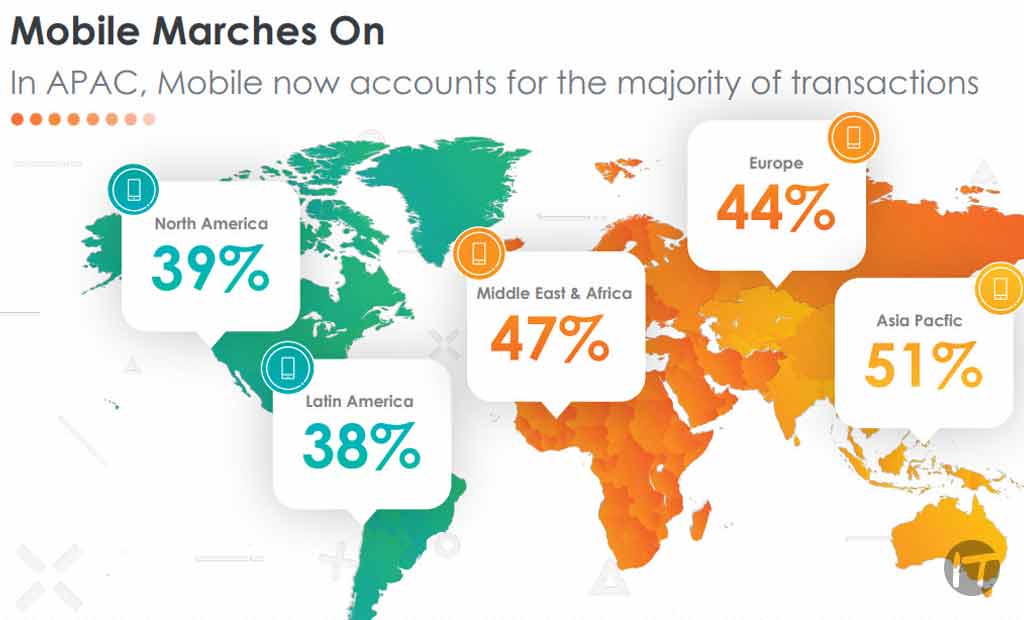 Mobile Marches On
In APAC, Mobile now accounts for the majority of transactions
North America
39%
Latin America
38%
Middle East & Africa
47%
Europe
44%
Asia Pacfic
51%
IT